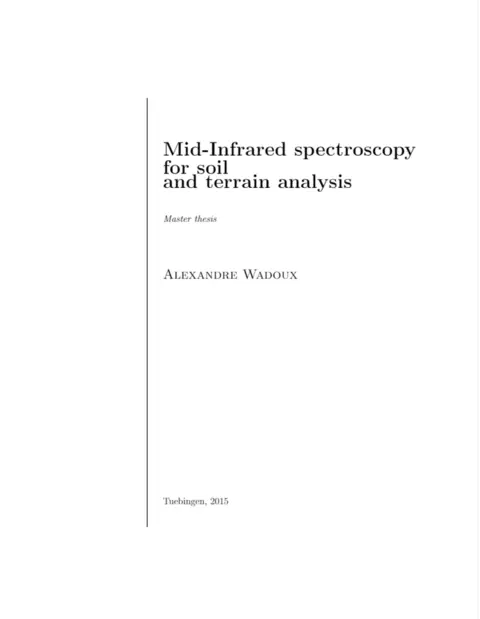 Mid-Infrared spectroscopy
for soil
and terrain analysis
Master thesis
Alexandre Wadoux
Tuebingen, 2015